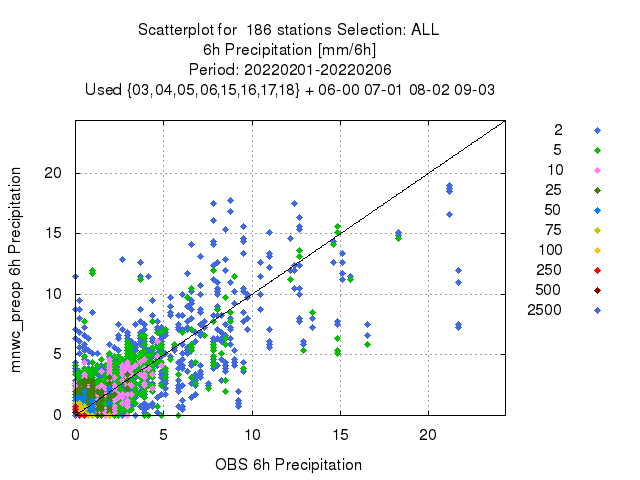 Scatterplot for 186 stations Selection: ALL
6h Precipitation [mm/6h]
Period: 20220201-20220206
Used {03,04,05,06,15,16,17,18} + 06-00 07-01 08-02 09-03
mnwc_preop 6h Precipitation
20
15
10
5
0
0 5 10 15 20
OBS 6h Precipitation
2
5
10
25
50
75
100
250
500
2500